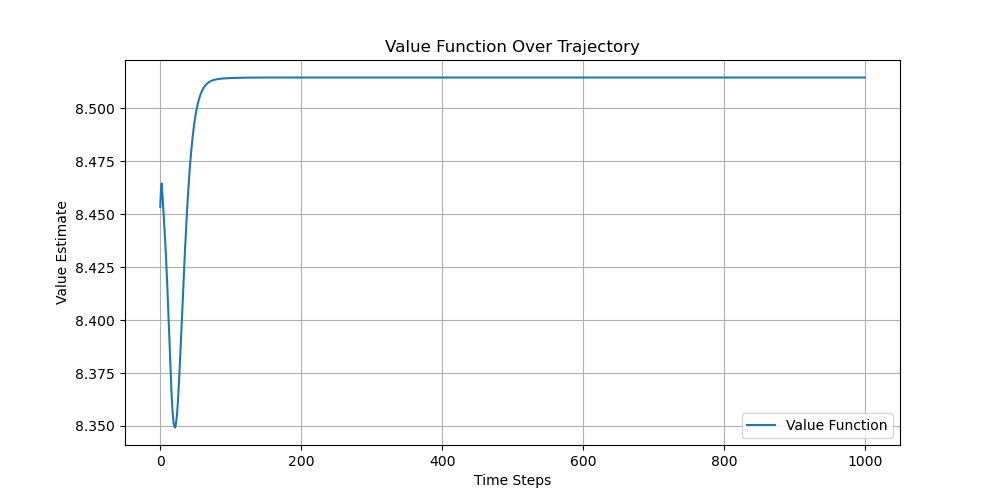 Value Function Over Trajectory
Value Estimate
8.500
8.475
8.450
8.425
8.400
8.375
8.350
Value Function
0 200 400 600 800 1000
Time Steps